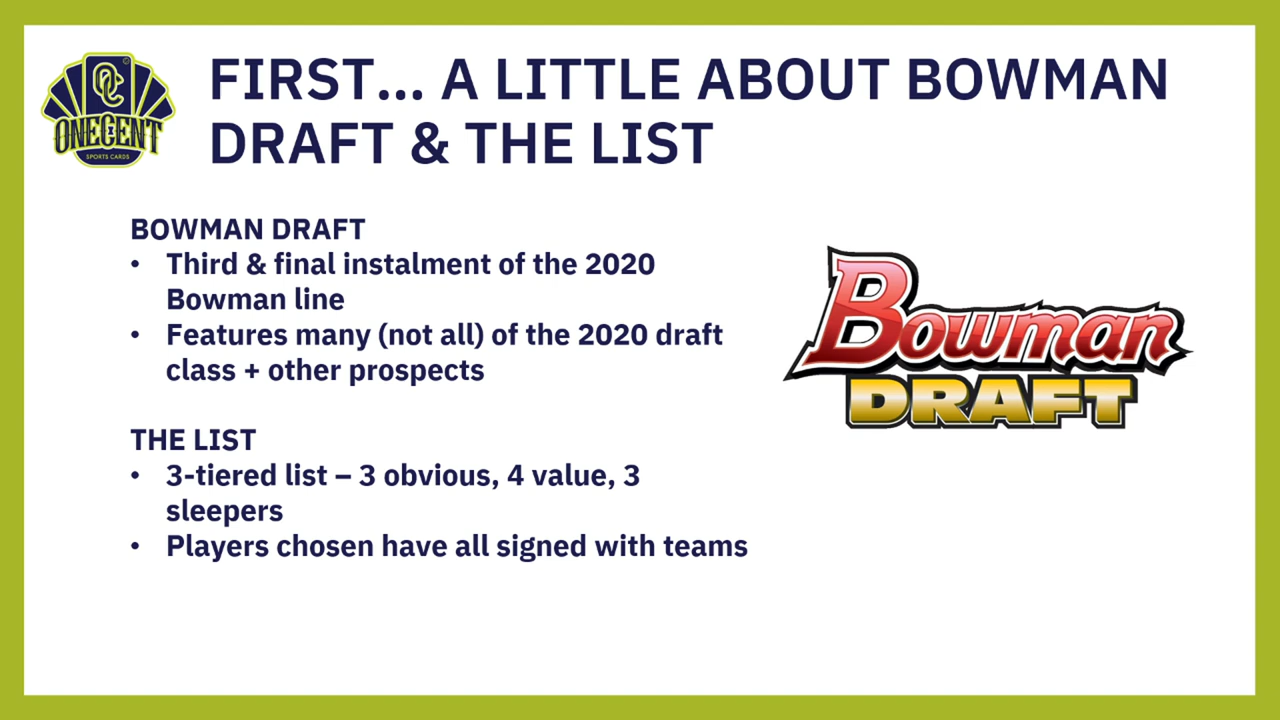 FIRST... A LITTLE ABOUT BOWMAN
DRAFT & THE LIST
OC
ONECENT
SPORTS CARDS
BOWMAN DRAFT
• Third & final instalment of the 2020
Bowman line
• Features many (not all) of the 2020 draft
class + other prospects
THE LIST
• 3-tiered list – 3 obvious, 4 value, 3
sleepers
• Players chosen have all signed with teams
Bowman
DRAFT